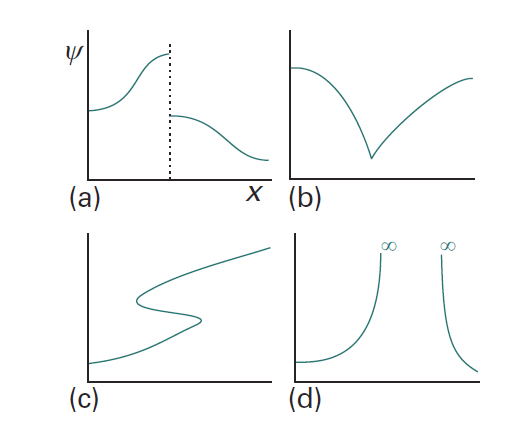 ψ
(a) x (b)
∞ ∞
(c) (d)